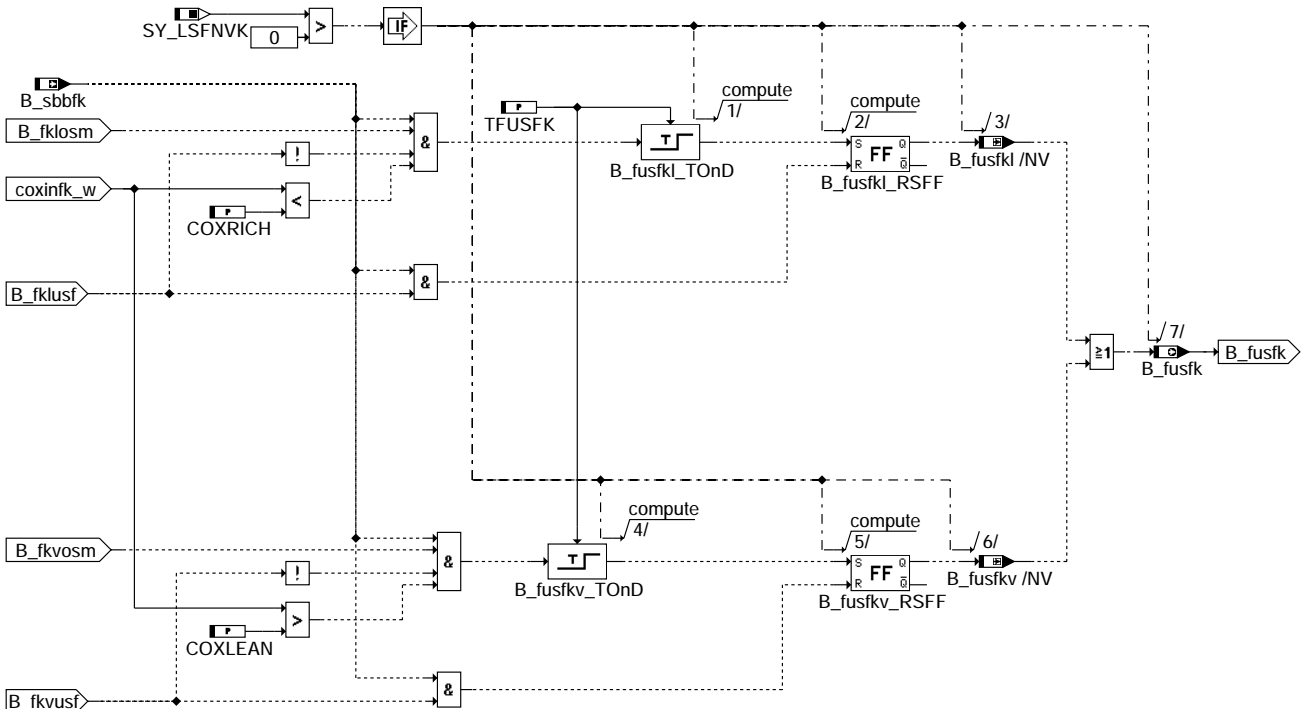 SY_LSFNVK
0
>
IF
B_sbbfk
B_fklosm
coxinfk_w
COXRICH
B_fklusf
!
<
&
&
P
TFUSFK
compute
1/
T
B_fusfkl_TOnD
compute
2/
S Q
FF
R Q
B_fusfkl_RSFF
3/
B_fusfkl /NV
≥1
7/
B_fusfk
B_fusfk
compute
4/
T
B_fusfkv_TOnD
compute
5/
S Q
FF
R Q
B_fusfkv_RSFF
6/
B_fusfkv /NV
B_fkvosm
!
>
P
COXLEAN
&
&
B_fkvusf
P